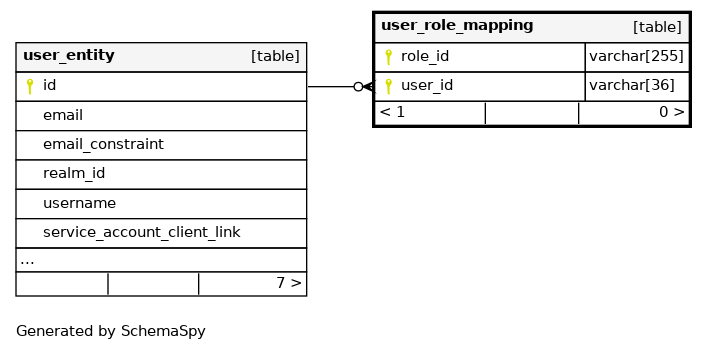 user_entity [table]
id
email
email_constraint
realm_id
username
service_account_client_link
...
7 >
user_role_mapping [table]
role_id varchar[255]
user_id varchar[36]
< 1 0 >
Generated by SchemaSpy